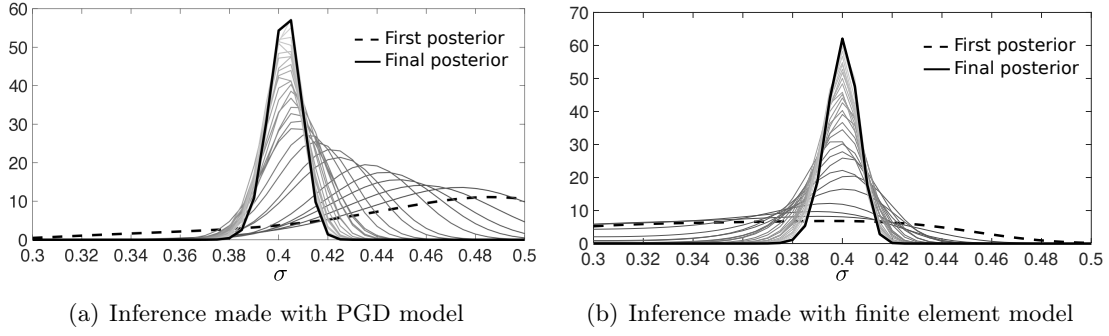 60
50
40
30
20
10
0
0.3 0.32 0.34 0.36 0.38 0.4 0.42 0.44 0.46 0.48 0.5
σ
First posterior
Final posterior
(a) Inference made with PGD model
70
60
50
40
30
20
10
0
0.3 0.32 0.34 0.36 0.38 0.4 0.42 0.44 0.46 0.48 0.5
σ
First posterior
Final posterior
(b) Inference made with finite element model